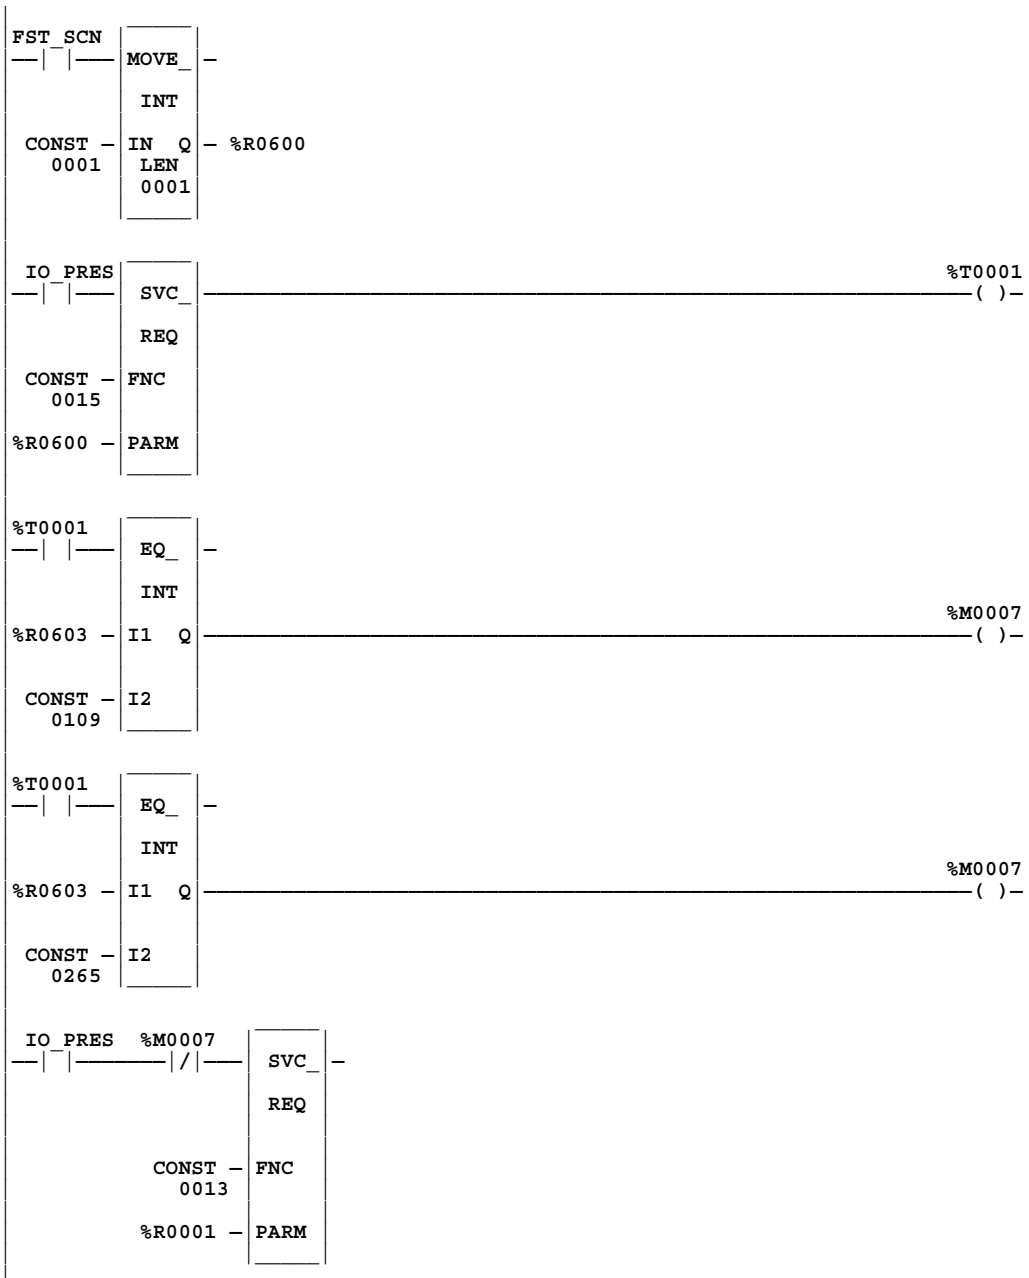 FST_SCN
MOVE_
INT
CONST IN Q %R0600
0001 LEN
0001
IO_PRES %T0001
SVC_ ( )
REQ
CONST FNC
0015
%R0600 PARM
%T0001
EQ_
INT
%M0007
%R0603 I1 Q ( )
CONST I2
0109
%T0001
EQ_
INT
%M0007
%R0603 I1 Q ( )
CONST I2
0265
IO_PRES %M0007
/ SVC_
REQ
CONST FNC
0013
%R0001 PARM